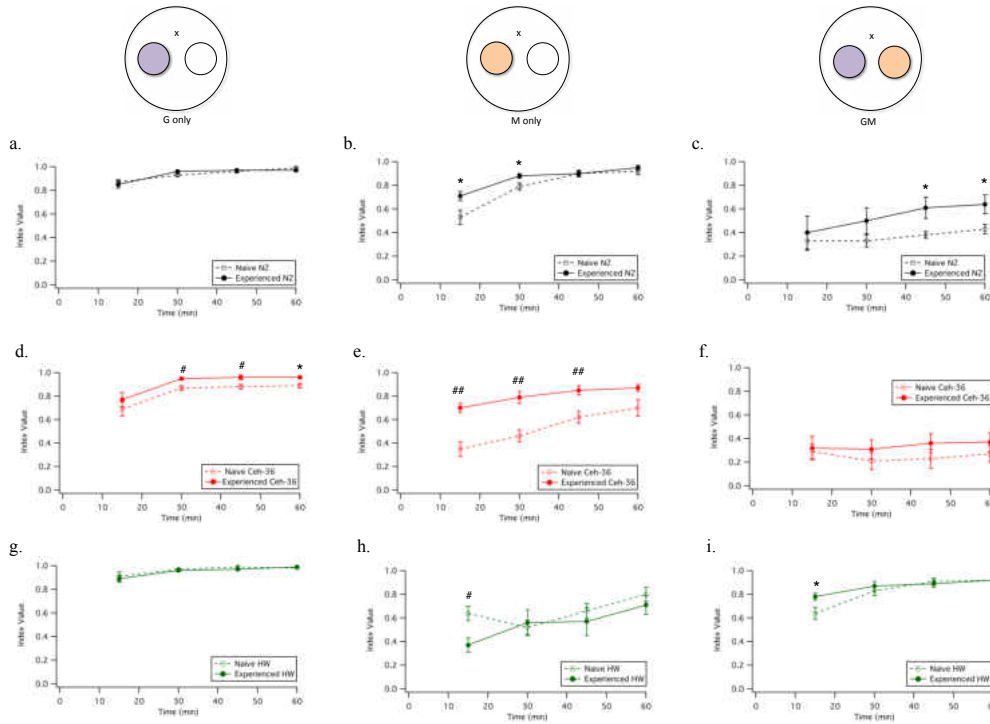 x
x
x
G only
M only
GM
a.
b.
c.
Index Value
1.0
0.8
0.6
0.4
0.2
0.0
Naive NZ
Experienced NZ
0
10
20
30
40
50
60
Time (min)
Index Value
1.0
0.8
0.6
0.4
0.2
0.0
*
*
Naive NZ
Experienced NZ
0
10
20
30
40
50
60
Time (min)
Index Value
1.0
0.8
0.6
0.4
0.2
0.0
*
*
Naive NZ
Experienced NZ
0
10
20
30
40
50
60
Time (min)
d.
e.
f.
Index Value
1.0
0.8
0.6
0.4
0.2
0.0
#
#
*
Naive Ceh-36
Experienced Ceh-36
0
10
20
30
40
50
60
Time (min)
Index Value
1.0
0.8
0.6
0.4
0.2
0.0
##
##
##
Naive Ceh-36
Experienced Ceh-36
0
10
20
30
40
50
60
Time (min)
Index Value
1.0
0.8
0.6
0.4
0.2
Naive Ceh-36
Experienced Ceh-36
0
10
20
30
40
50
60
Time (min)
g.
h.
i.
Index Value
1.0
0.8
0.6
0.4
0.2
0.0
Naive HW
Experienced HW
0
10
20
30
40
50
60
Time (min)
Index Value
1.0
0.8
0.6
0.4
0.2
0.0
#
Naive HW
Experienced HW
0
10
20
30
40
50
60
Time (min)
Index Value
1.0
0.8
0.6
0.4
0.2
0.0
*
Naive HW
Experienced HW
0
10
20
30
40
50
60
Time (min)